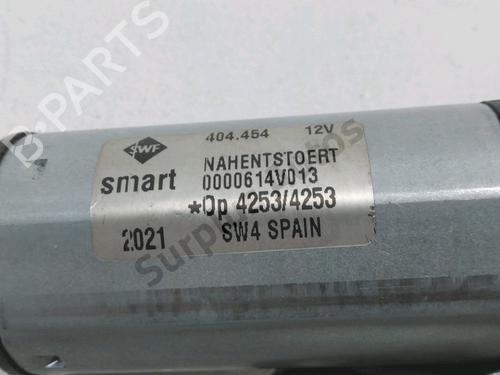 SWF 404.454 12V
NAHENTSTOERT
smart 0000614V013
*Op 4253/4253
2021 SW4 SPAIN
B-PARTS